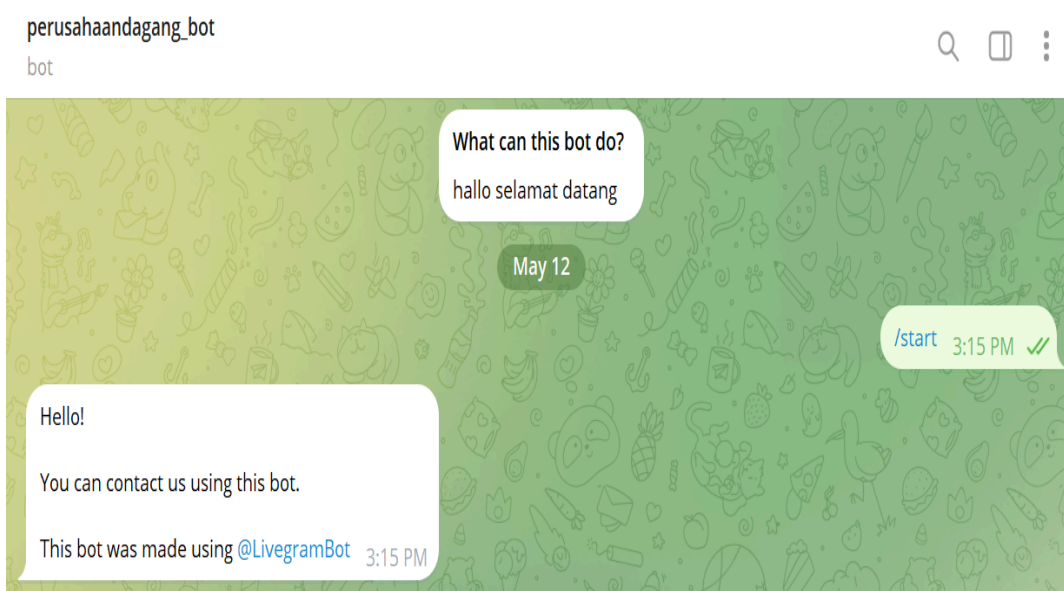 perusahaandagang_bot
bot
What can this bot do?
hallo selamat datang
May 12
/start 3:15 PM
Hello!
You can contact us using this bot.
This bot was made using @LivegramBot 3:15 PM